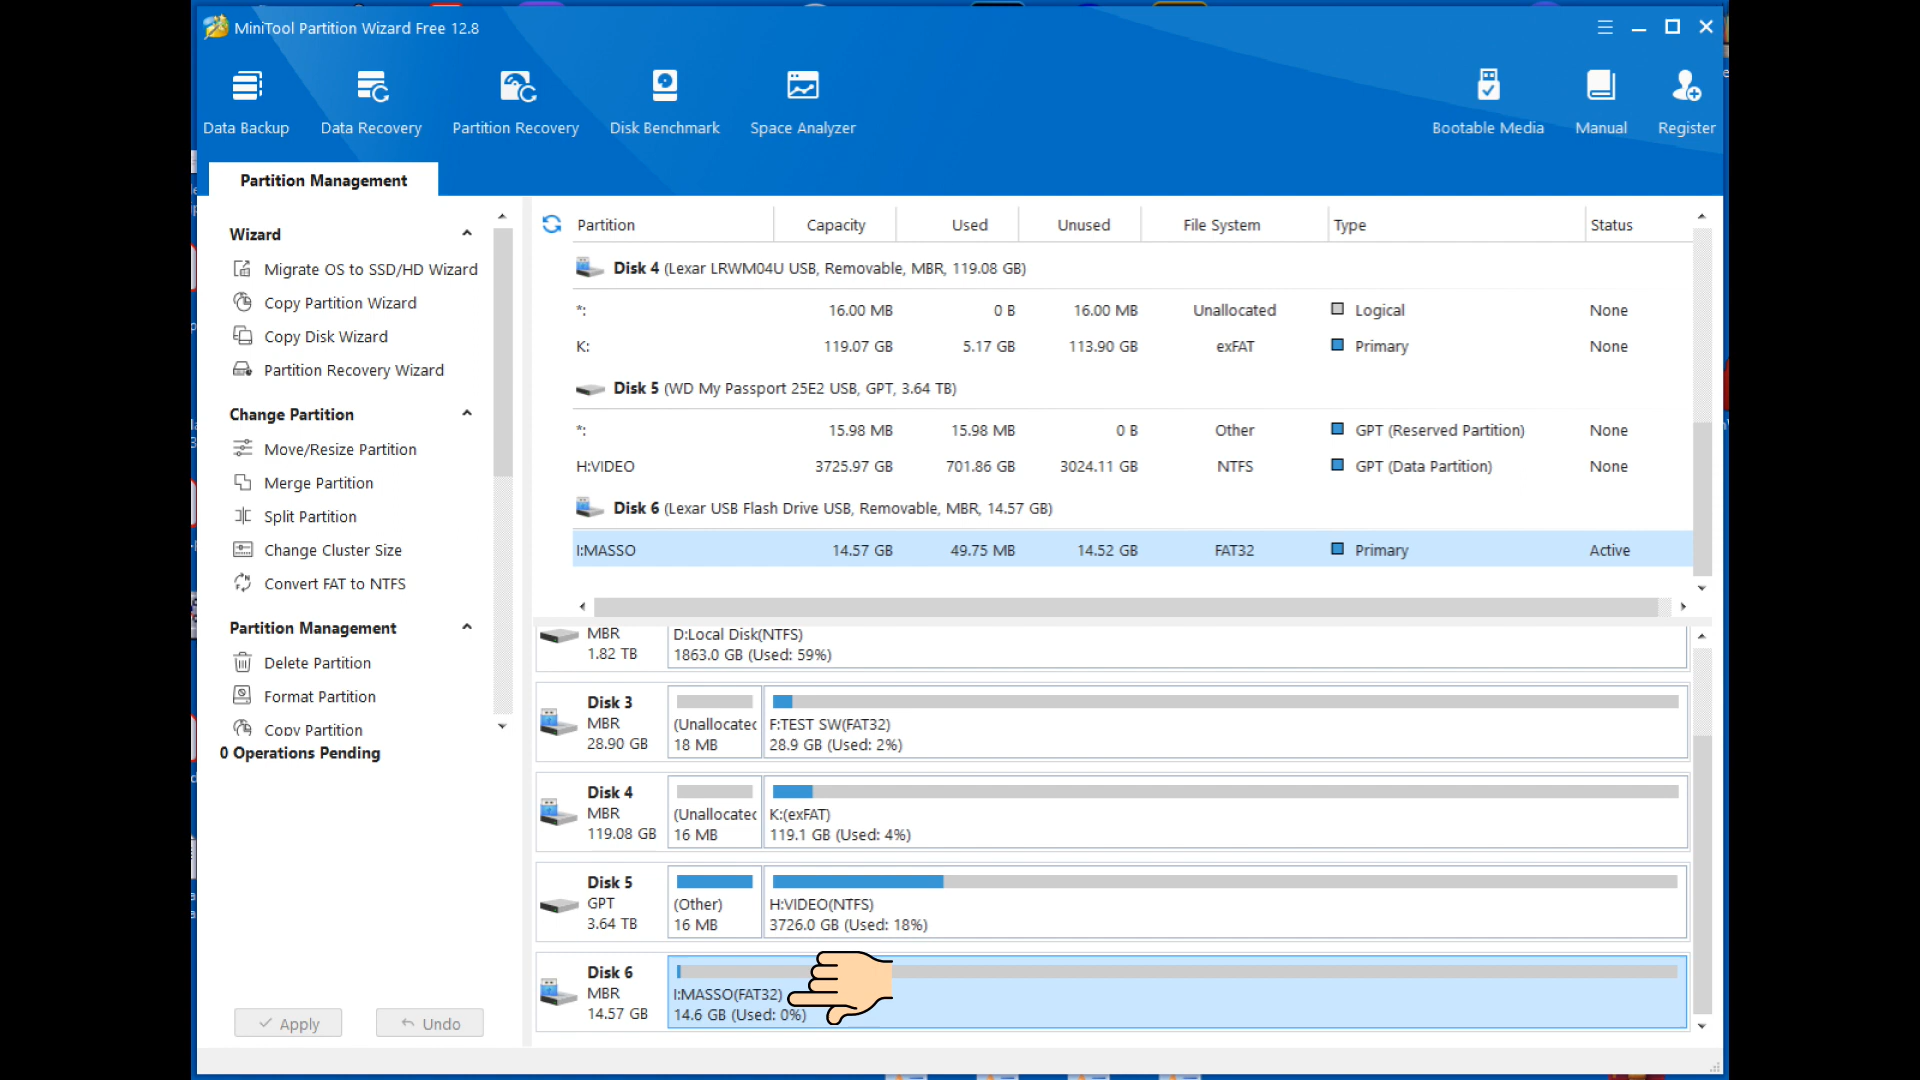 MiniTool Partition Wizard Free 12.8
Data Backup
Data Recovery
Partition Recovery
Disk Benchmark
Space Analyzer
Bootable Media
Manual
Register
Partition Management
Wizard
Migrate OS to SSD/HD Wizard
Copy Partition Wizard
Copy Disk Wizard
Partition Recovery Wizard
Change Partition
Move/Resize Partition
Merge Partition
Split Partition
Change Cluster Size
Convert FAT to NTFS
Partition Management
Delete Partition
Format Partition
Copy Partition
0 Operations Pending
Apply
Undo
Partition Capacity Used Unused File System Type Status
Disk 4 (Lexar LRWM04U USB, Removable, MBR, 119.08 GB)
*: 16.00 MB 0 B 16.00 MB Unallocated Logical None
K: 119.07 GB 5.17 GB 113.90 GB exFAT Primary None
Disk 5 (WD My Passport 25E2 USB, GPT, 3.64 TB)
*: 15.98 MB 15.98 MB 0 B Other GPT (Reserved Partition) None
H:VIDEO 3725.97 GB 701.86 GB 3024.11 GB NTFS GPT (Data Partition) None
Disk 6 (Lexar USB Flash Drive USB, Removable, MBR, 14.57 GB)
I:MASSO 14.57 GB 49.75 MB 14.52 GB FAT32 Primary Active
MBR
1.82 TB
D:Local Disk(NTFS)
1863.0 GB (Used: 59%)
Disk 3
MBR
28.90 GB
(Unallocated
18 MB
F:TEST SW(FAT32)
28.9 GB (Used: 2%)
Disk 4
MBR
119.08 GB
(Unallocated
16 MB
K:(exFAT)
119.1 GB (Used: 4%)
Disk 5
GPT
3.64 TB
(Other)
16 MB
H:VIDEO(NTFS)
3726.0 GB (Used: 18%)
Disk 6
MBR
14.57 GB
I:MASSO(FAT32)
14.6 GB (Used: 0%)